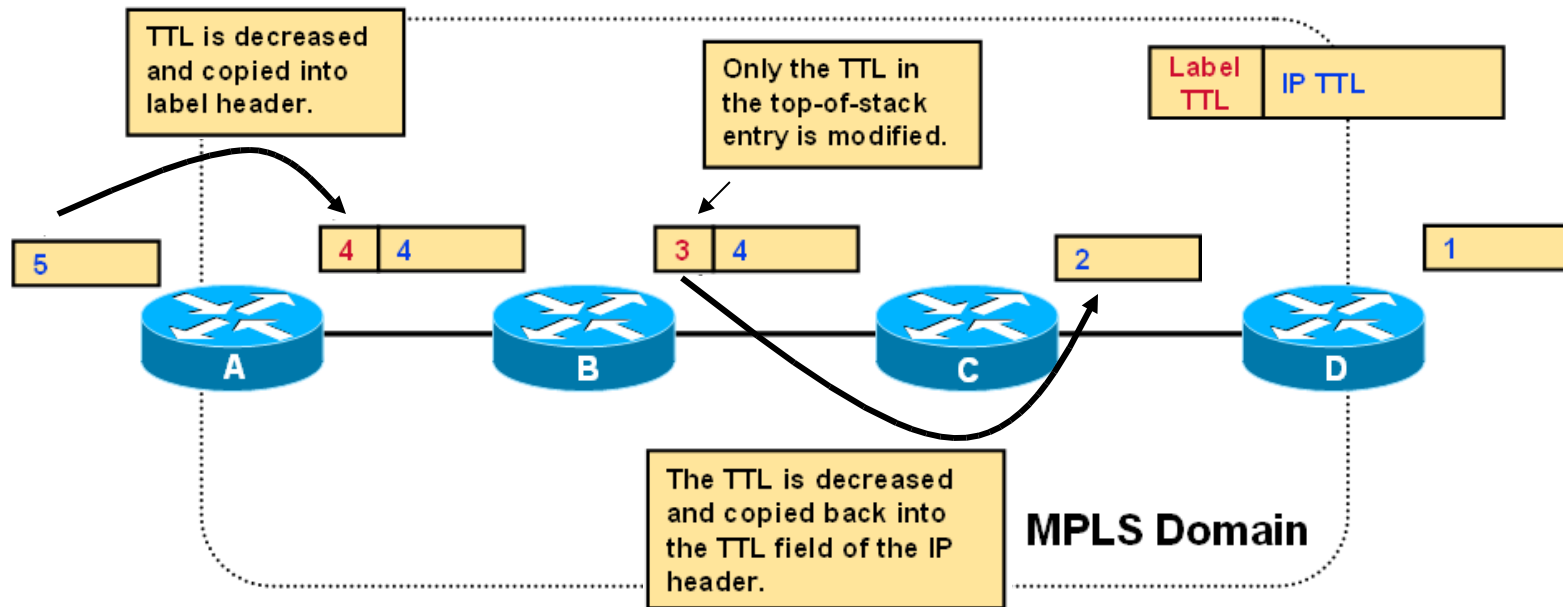 TTL is decreased
and copied into
label header.
Only the TTL in
the top-of-stack
entry is modified.
Label
TTL
IP TTL
5
4
4
3
4
2
1
A
B
C
D
The TTL is decreased
and copied back into
the TTL field of the IP
header.
MPLS Domain